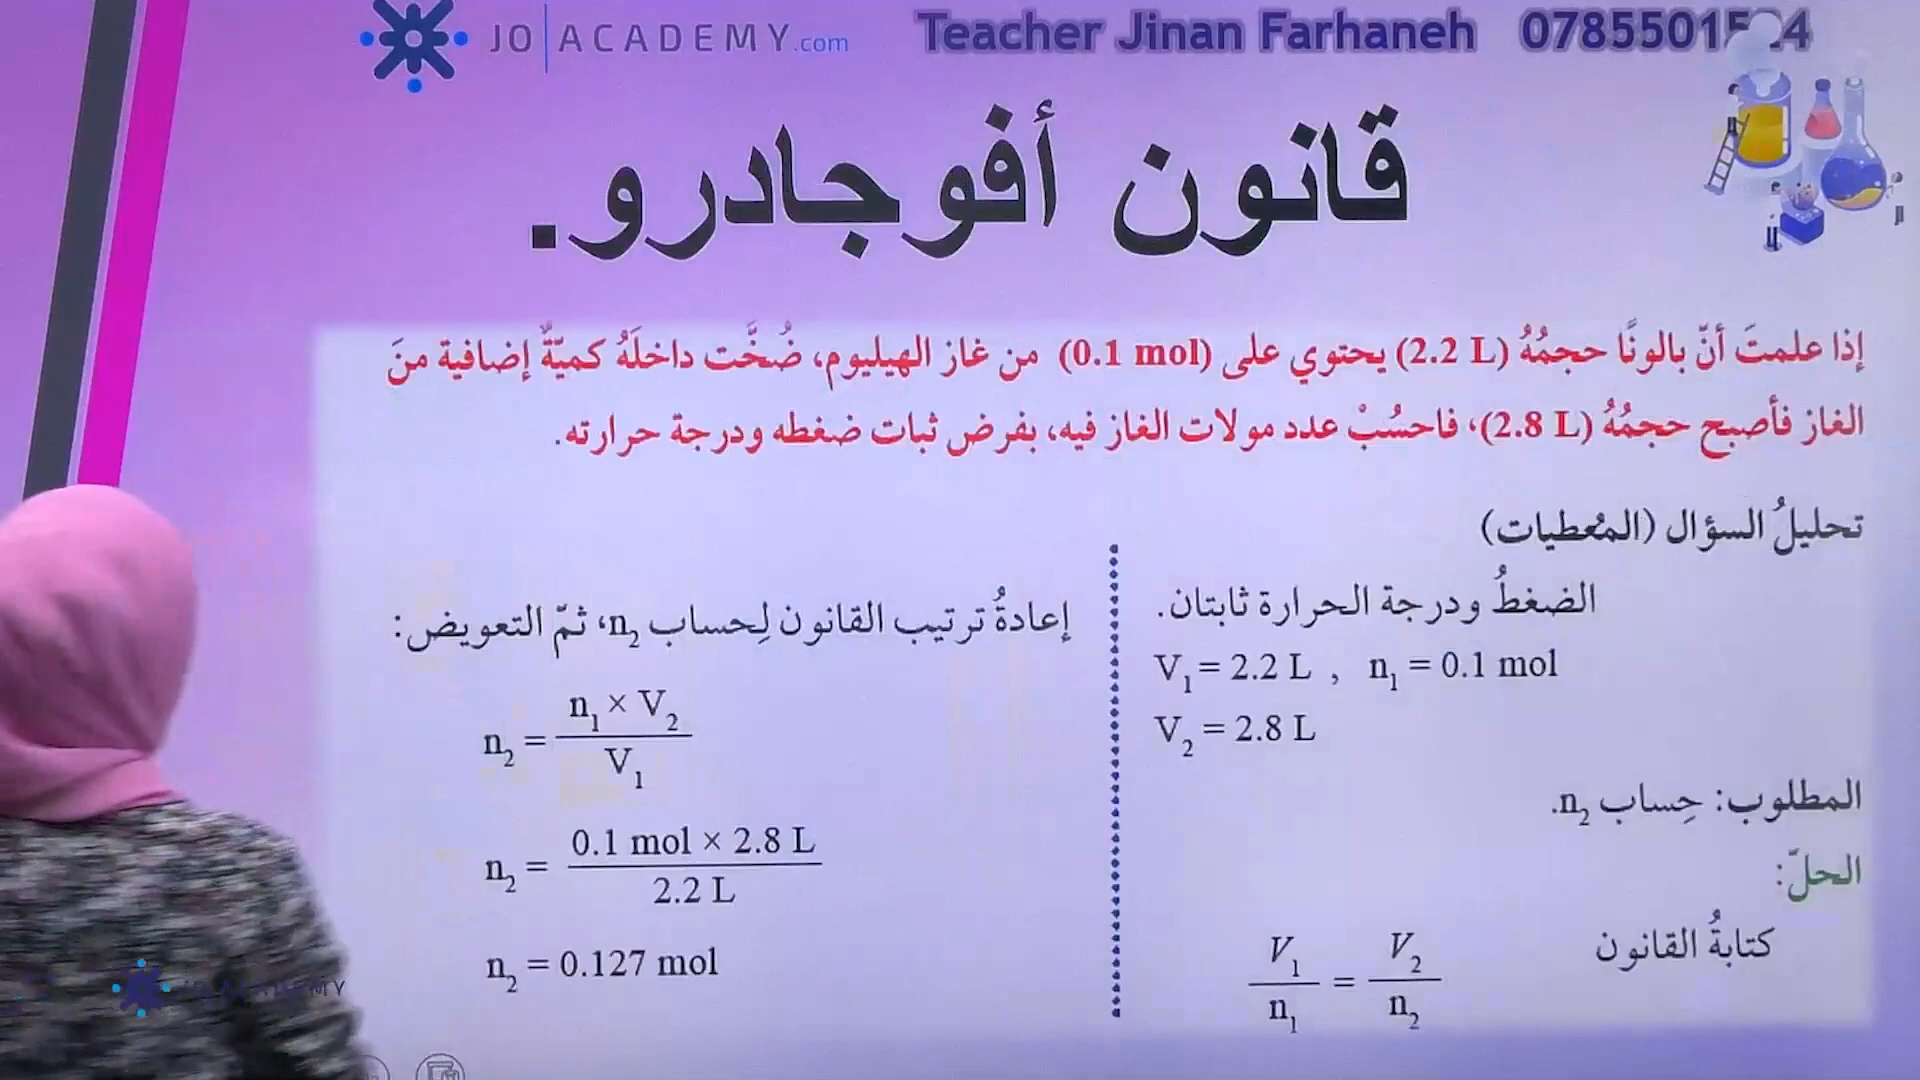 JO ACADEMY.com
Teacher Jinan Farhaneh
قانون أفوجادرو.
إذا علمتَ أنّ بالونًا حجمُهُ (2.2 L) يحتوي على (0.1 mol) من غاز الهيليوم، ضُخَّت داخلَهُ كميّةٌ إضافية منَ
الغاز فأصبح حجمُهُ (2.8 L)، فاحسُبْ عدد مولات الغاز فيه، بفرض ثبات ضغطه ودرجة حرارته.
تحليلُ السؤال (المُعطيات)
الضغطُ ودرجة الحرارة ثابتان.
V₁ = 2.2 L , n₁ = 0.1 mol
V₂ = 2.8 L
المطلوب: حِساب n₂.
الحلّ:
كتابةُ القانون
V₁/n₁ = V₂/n₂
إعادةُ ترتيب القانون لِحساب n₂، ثمّ التعويض:
n₂ = (n₁ × V₂)/V₁
n₂ = (0.1 mol × 2.8 L)/2.2 L
n₂ = 0.127 mol
JO ACADEMY